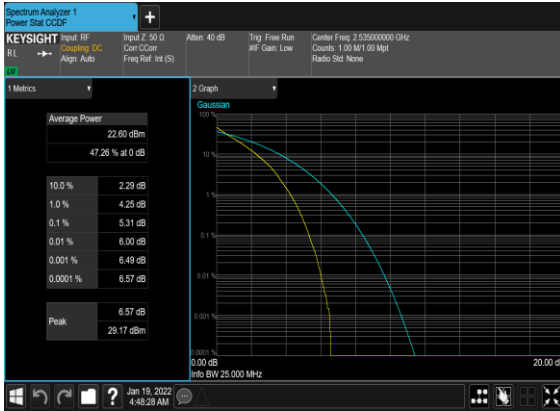 Spectrum Analyzer 1
Power Stat CCDF
KEYSIGHT
RL
Input: RF
Coupling: DC
Align: Auto
Input Z: 50 Ω
Corr CCorr
Freq Ref: Int (S)
Atten: 40 dB
Trig: Free Run
#IF Gain: Low
Center Freq: 2.535000000 GHz
Counts: 1.00 M/1.00 Mpt
Radio Std: None
1 Metrics
Average Power
22.60 dBm
47.26 % at 0 dB
10.0 % 2.29 dB
1.0 % 4.25 dB
0.1 % 5.31 dB
0.01 % 6.00 dB
0.001 % 6.49 dB
0.0001 % 6.57 dB
Peak
6.57 dB
29.17 dBm
2 Graph
Gaussian
100 %
10 %
1 %
0.1 %
0.01 %
0.001 %
0.0001 %
0.00 dB
20.00 d
Info BW 25.000 MHz
?
Jan 19, 2022
4:48:28 AM